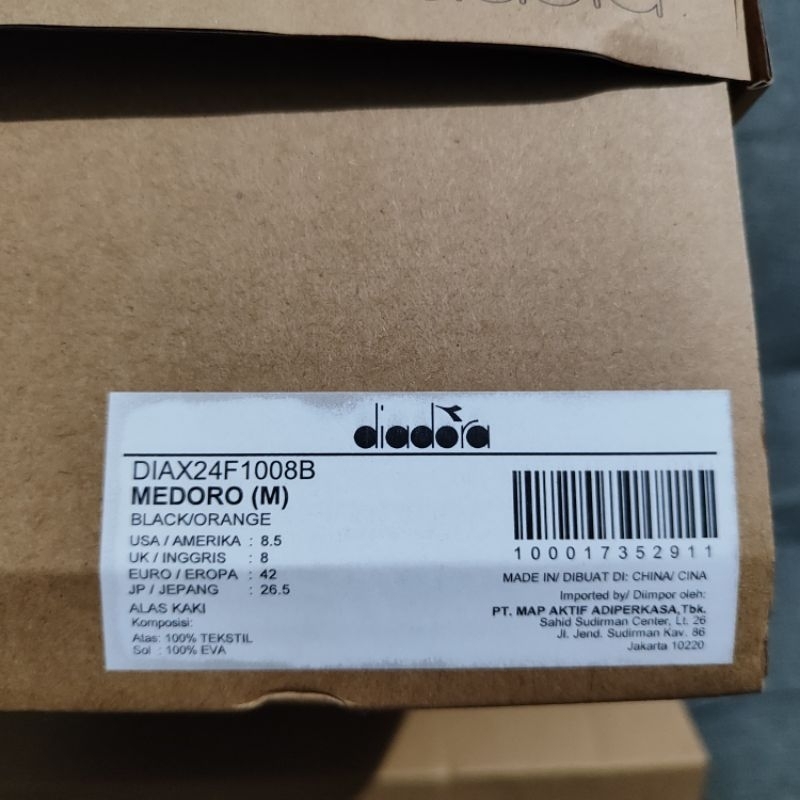 diadora
DIAX24F1008B
MEDORO (M)
BLACK/ORANGE
USA / AMERIKA : 8.5
UK / INGGRIS : 8
EURO / EROPA : 42
JP / JEPANG : 26.5
ALAS KAKI
Komposisi:
Atas: 100% TEKSTIL
Sol : 100% EVA
100017352911
MADE IN/ DIBUAT DI: CHINA/ CINA
Imported by/ Diimpor oleh:
PT. MAP AKTIF ADIPERKASA,Tbk.
Sahid Sudirman Center, Lt. 26
Jl. Jend. Sudirman Kav. 86
Jakarta 10220